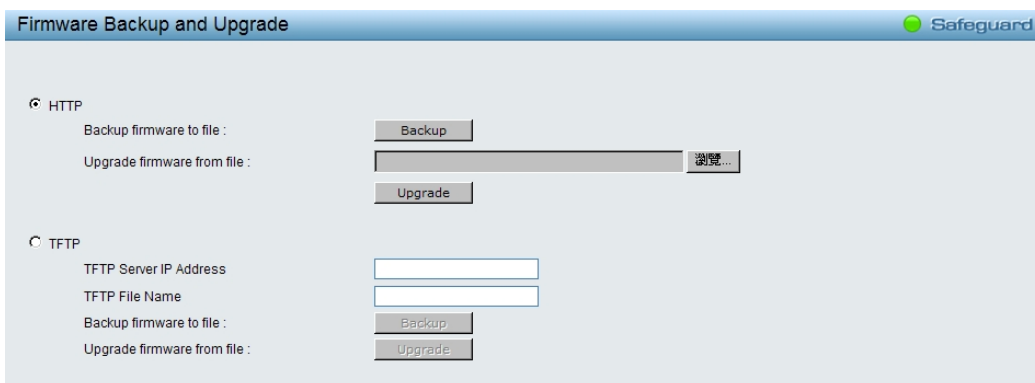 Firmware Backup and Upgrade
Safeguard
HTTP
Backup firmware to file :
Backup
Upgrade firmware from file :
瀏覽...
Upgrade
TFTP
TFTP Server IP Address
TFTP File Name
Backup firmware to file :
Backup
Upgrade firmware from file :
Upgrade